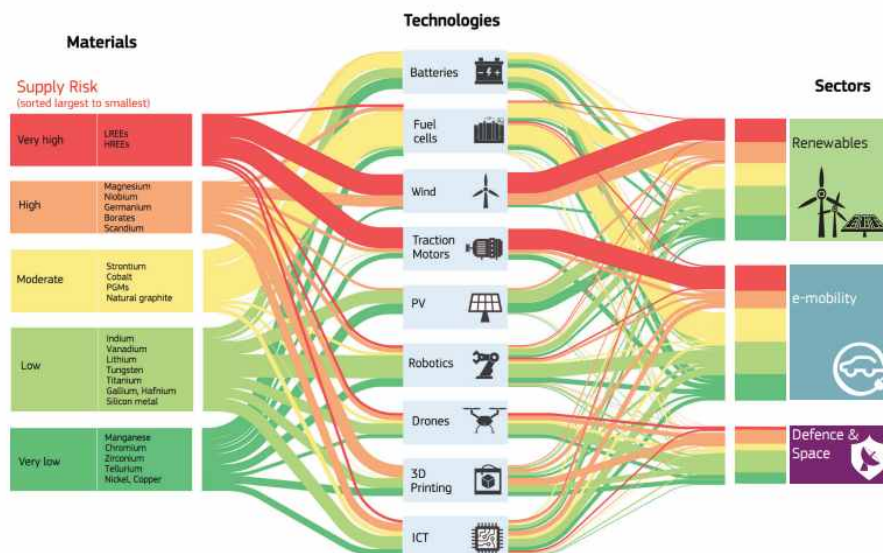 Materials
Technologies
Sectors
Supply Risk
(sorted largest to smallest)
Very high
LREEs
HREEs
High
Magnesium
Niobium
Germanium
Borates
Scandium
Moderate
Strontium
Cobalt
PGMs
Natural graphite
Low
Indium
Vanadium
Lithium
Tungsten
Titanium
Gallium, Hafnium
Silicon metal
Very low
Manganese
Chromium
Zirconium
Tellurium
Nickel, Copper
Batteries
Fuel
cells
Wind
Traction
Motors
PV
Robotics
Drones
3D
Printing
ICT
Renewables
e-mobility
Defence &
Space